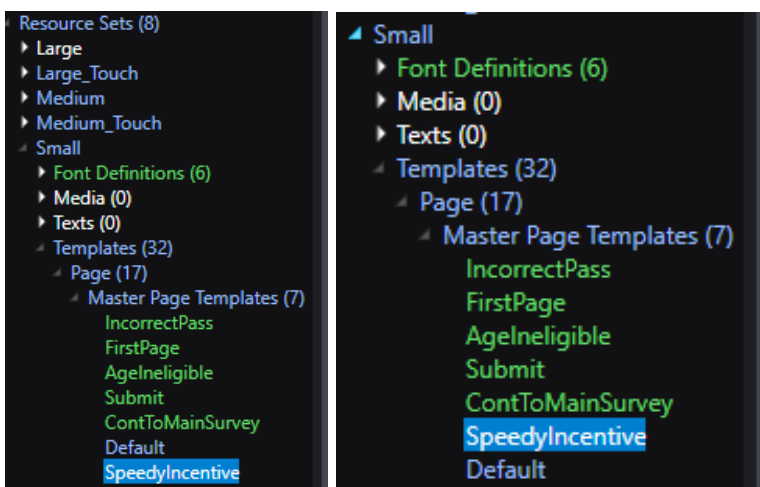 Resource Sets (8)
Large
Large_Touch
Medium
Medium_Touch
Small
Font Definitions (6)
Media (0)
Texts (0)
Templates (32)
Page (17)
Master Page Templates (7)
IncorrectPass
FirstPage
AgeIneligible
Submit
ContToMainSurvey
Default
SpeedyIncentive
Small
Font Definitions (6)
Media (0)
Texts (0)
Templates (32)
Page (17)
Master Page Templates (7)
IncorrectPass
FirstPage
AgeIneligible
Submit
ContToMainSurvey
SpeedyIncentive
Default